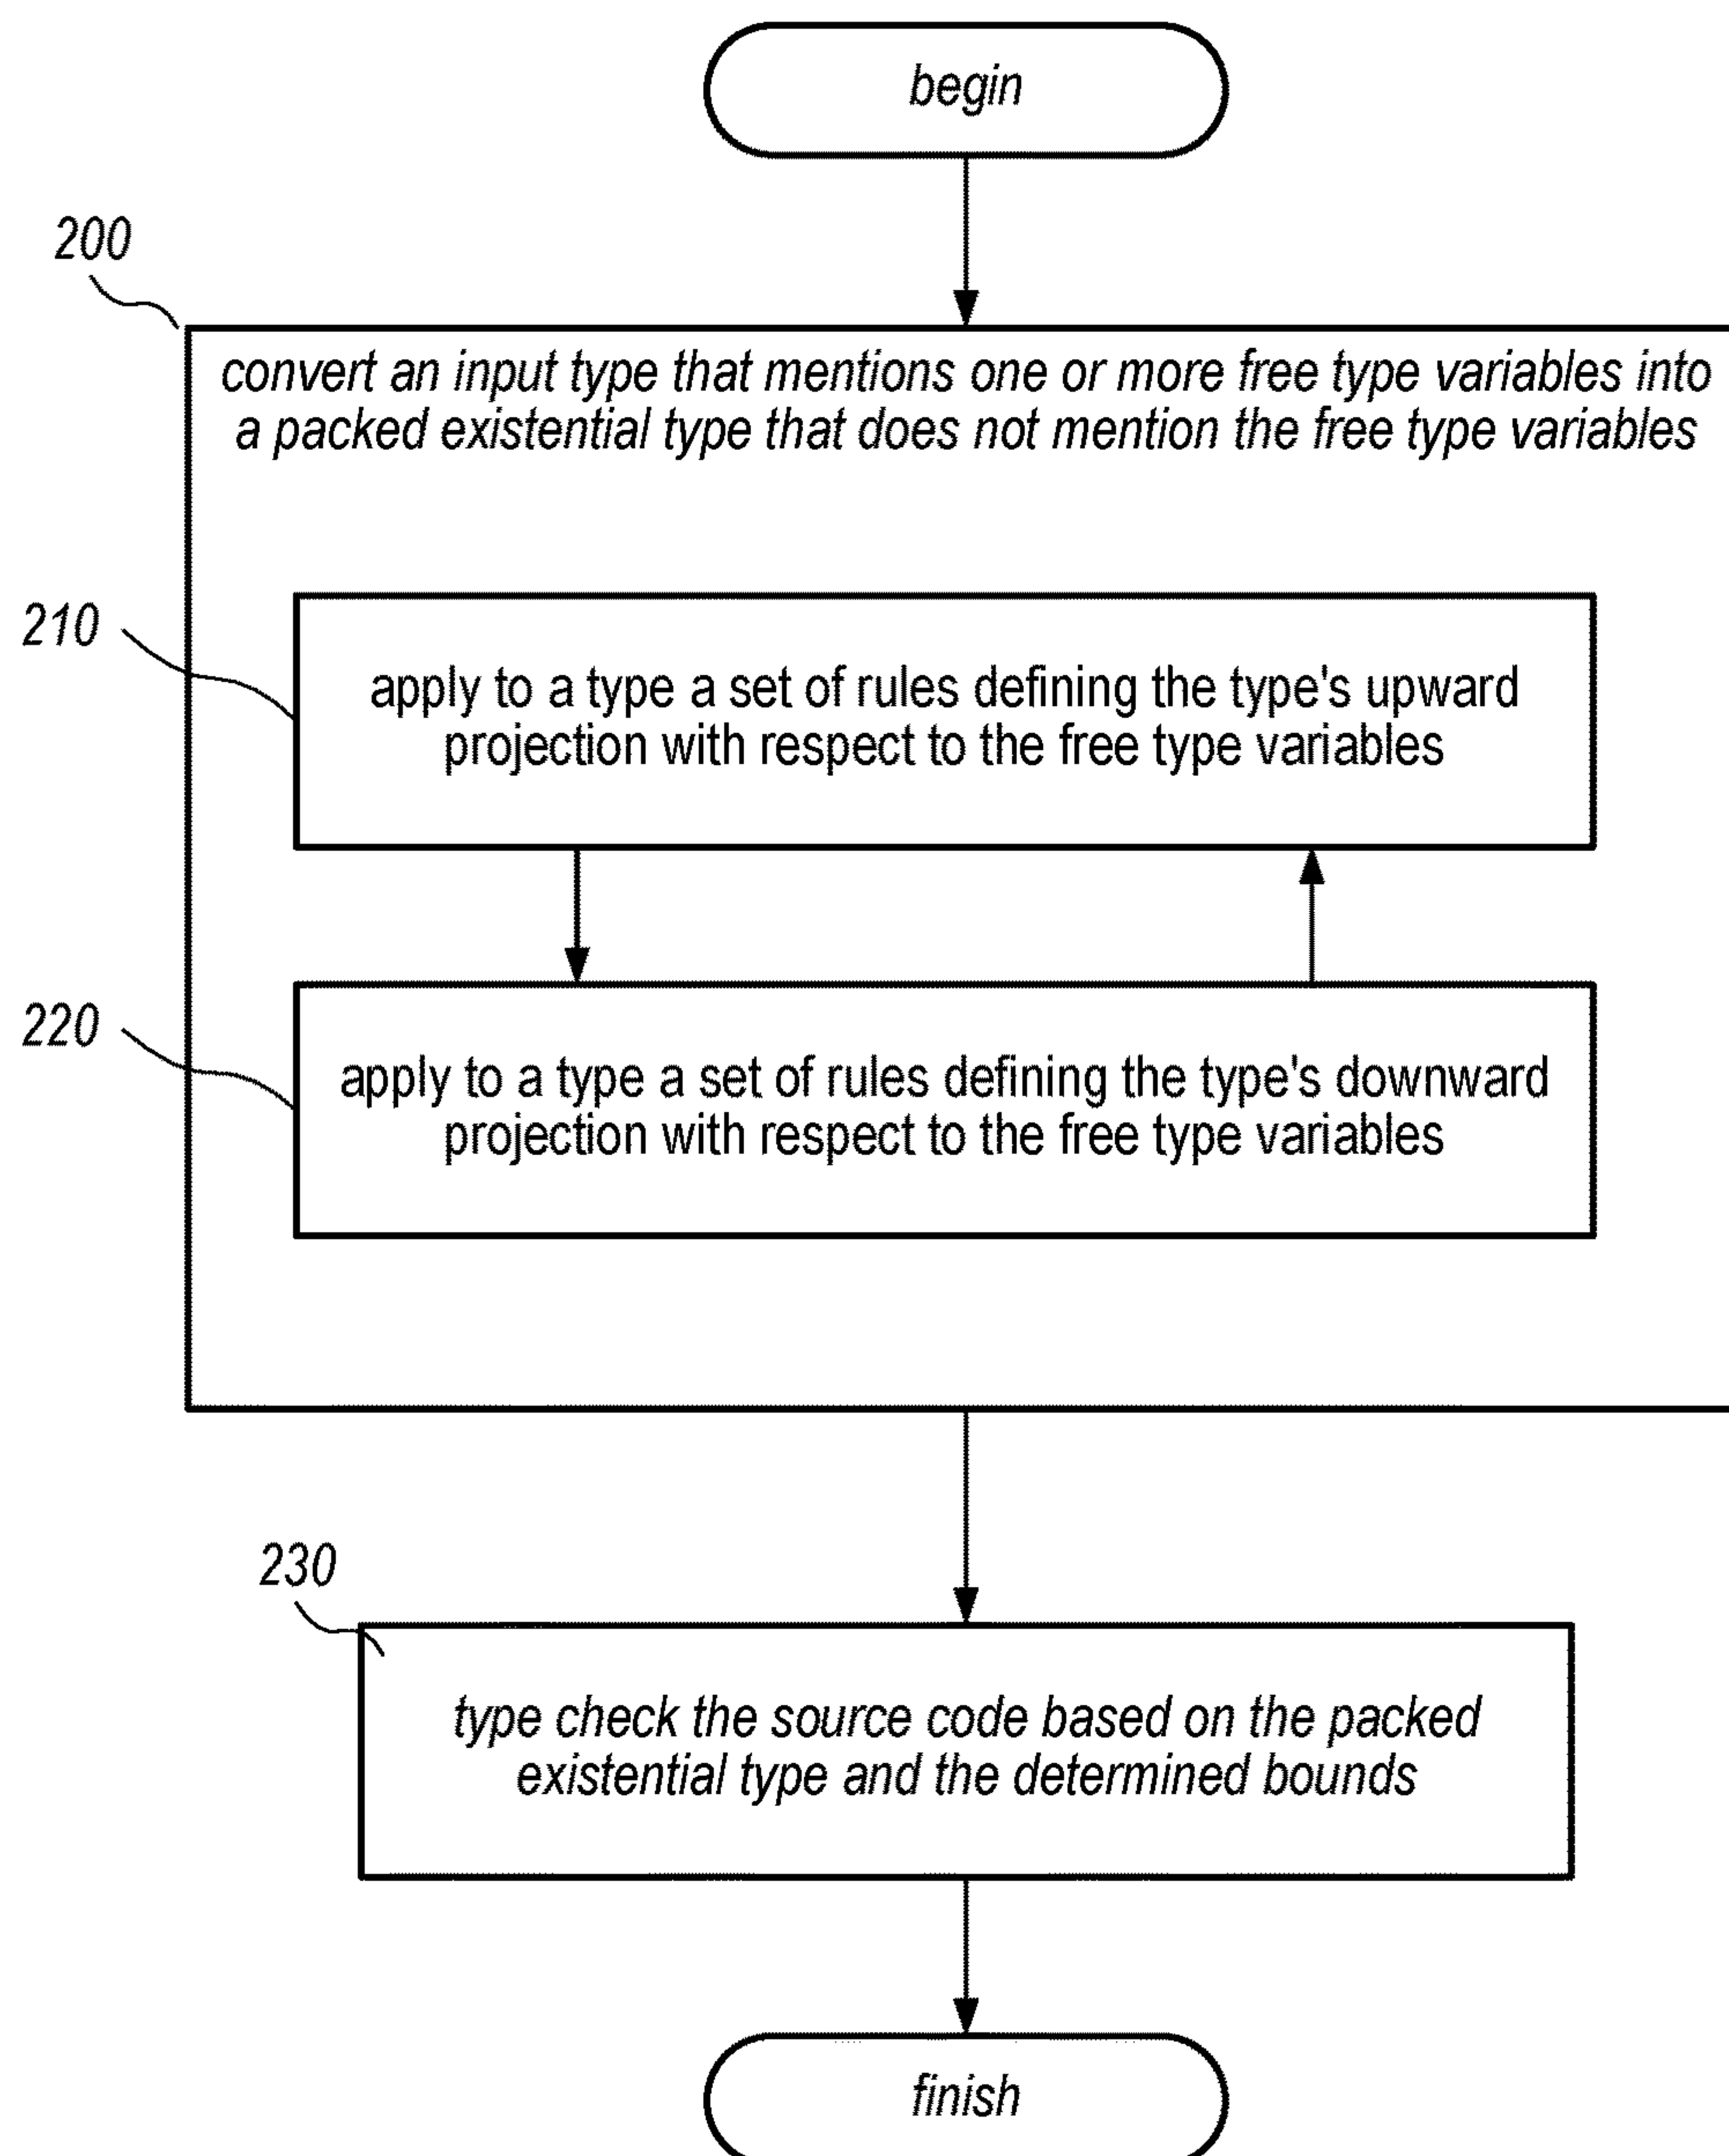 begin
200
convert an input type that mentions one or more free type variables into
a packed existential type that does not mention the free type variables
210
apply to a type a set of rules defining the type's upward
projection with respect to the free type variables
220
apply to a type a set of rules defining the type's downward
projection with respect to the free type variables
230
type check the source code based on the packed
existential type and the determined bounds
finish